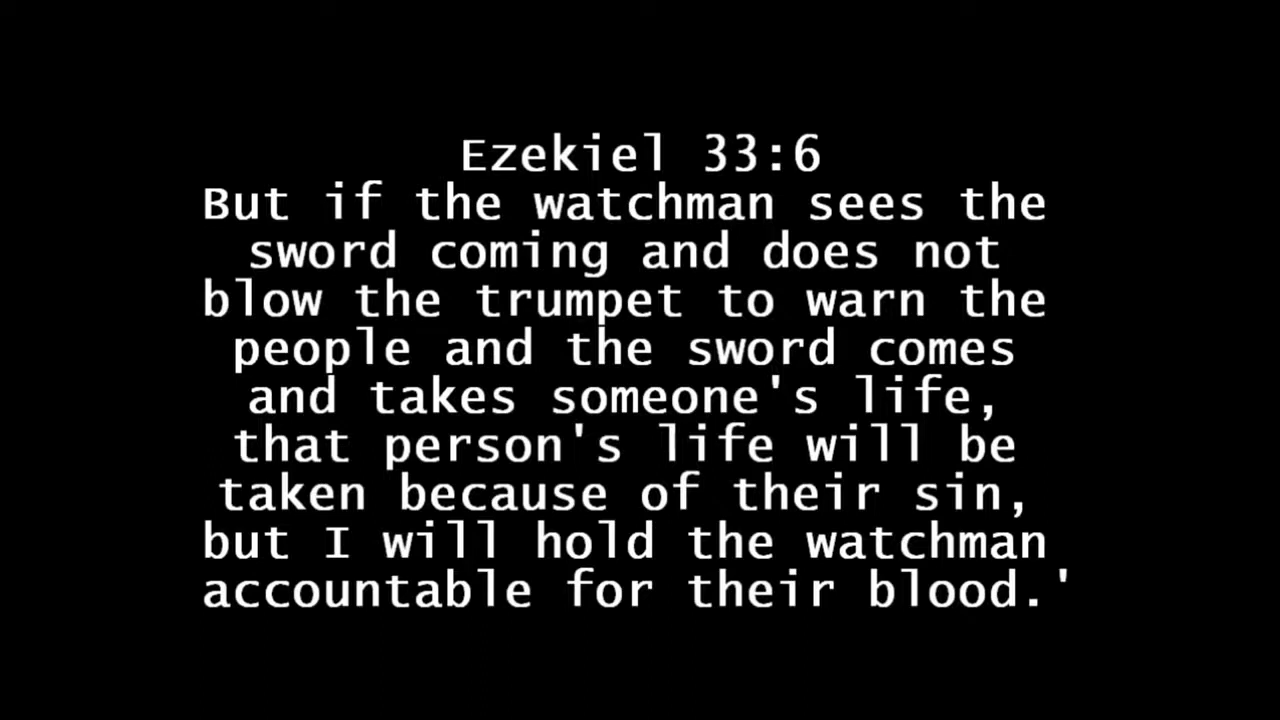 Ezekiel 33:6
But if the watchman sees the
sword coming and does not
blow the trumpet to warn the
people and the sword comes
and takes someone's life,
that person's life will be
taken because of their sin,
but I will hold the watchman
accountable for their blood.'